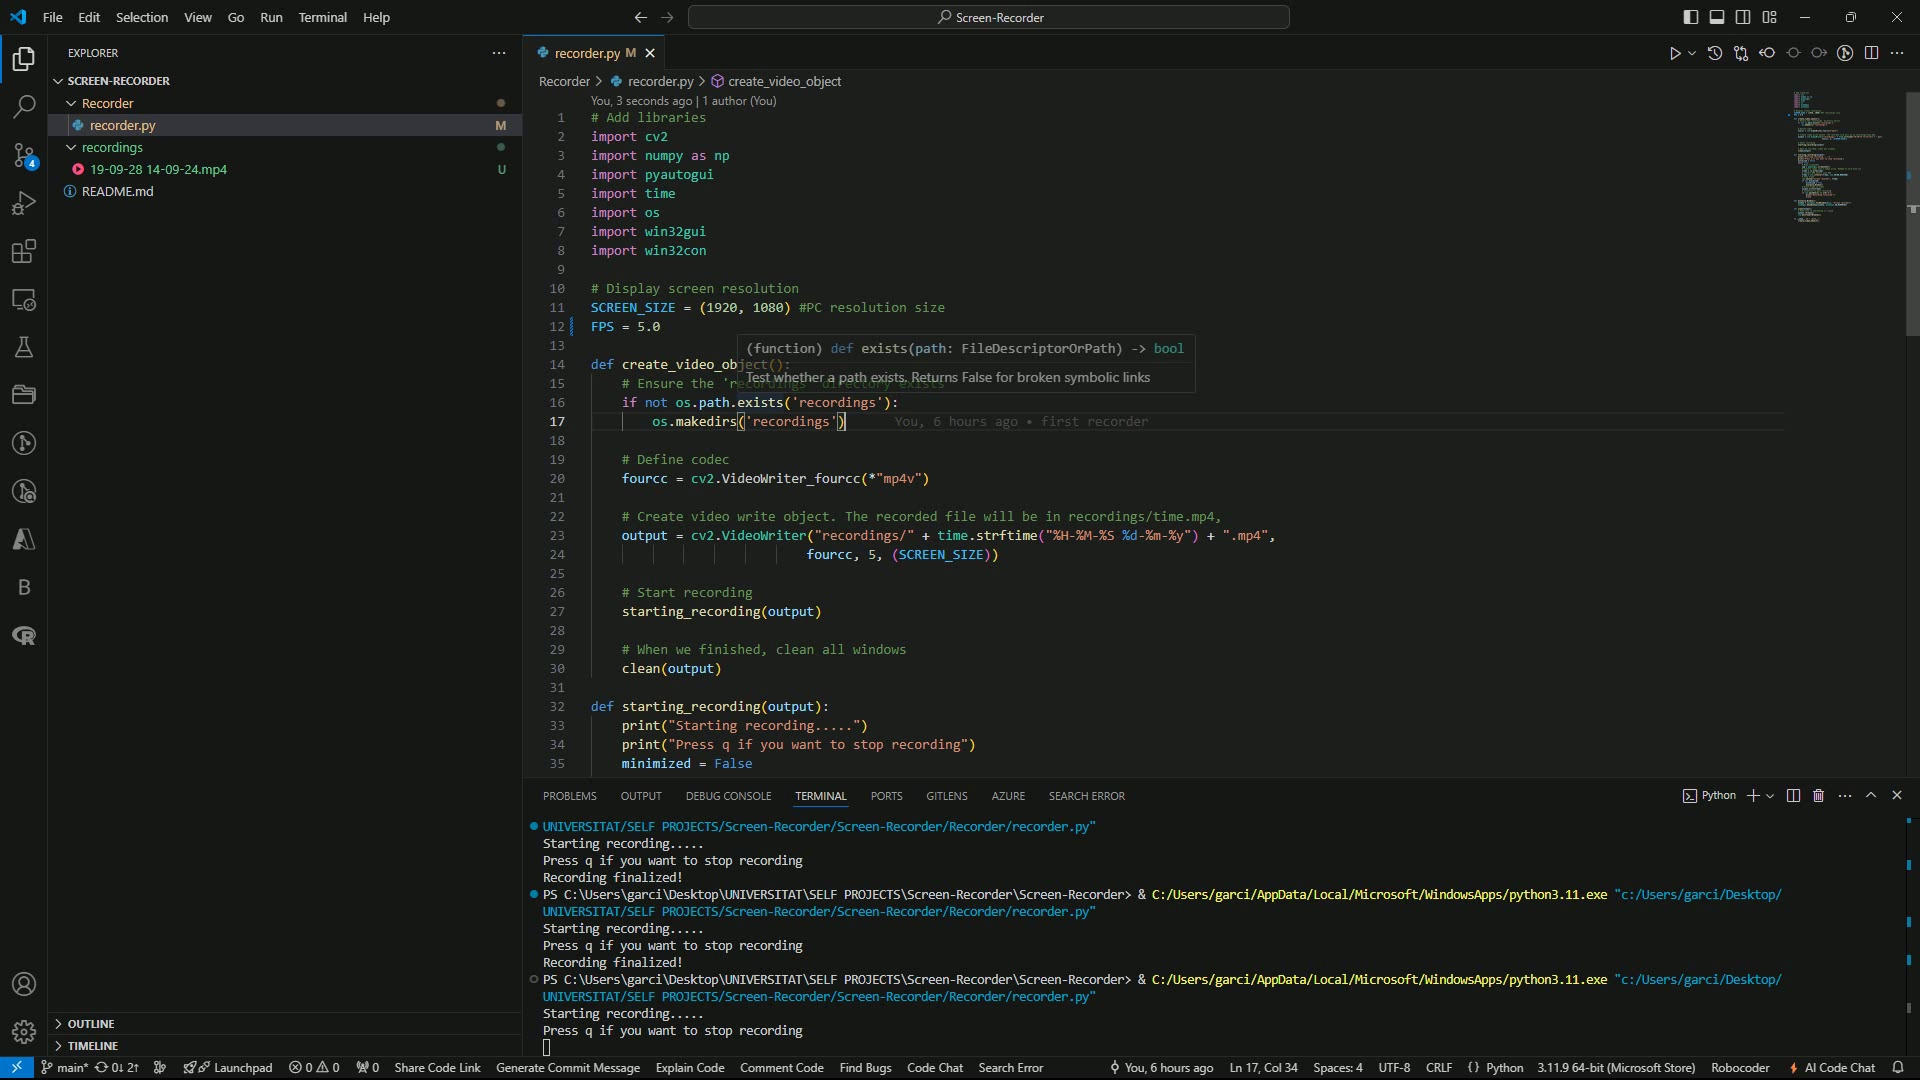 File Edit Selection View Go Run Terminal Help
Screen-Recorder
EXPLORER
SCREEN-RECORDER
Recorder
recorder.py M
recordings
19-09-28 14-09-24.mp4 U
README.md
4
B
OUTLINE
TIMELINE
recorder.py M
Recorder > recorder.py > create_video_object
You, 3 seconds ago | 1 author (You)
1 # Add libraries
2 import cv2
3 import numpy as np
4 import pyautogui
5 import time
6 import os
7 import win32gui
8 import win32con
9
10 # Display screen resolution
11 SCREEN_SIZE = (1920, 1080) #PC resolution size
12 FPS = 5.0
13
(function) def exists(path: FileDescriptorOrPath) -> bool
14 def create_video_object():
Test whether a path exists. Returns False for broken symbolic links
15 # Ensure the 'recordings' directory exists
16 if not os.path.exists('recordings'):
17 os.makedirs('recordings') You, 6 hours ago • first recorder
18
19 # Define codec
20 fourcc = cv2.VideoWriter_fourcc(*"mp4v")
21
22 # Create video write object. The recorded file will be in recordings/time.mp4,
23 output = cv2.VideoWriter("recordings/" + time.strftime("%H-%M-%S %d-%m-%y") + ".mp4",
24 fourcc, 5, (SCREEN_SIZE))
25
26 # Start recording
27 starting_recording(output)
28
29 # When we finished, clean all windows
30 clean(output)
31
32 def starting_recording(output):
33 print("Starting recording.....")
34 print("Press q if you want to stop recording")
35 minimized = False
PROBLEMS OUTPUT DEBUG CONSOLE TERMINAL PORTS GITLENS AZURE SEARCH ERROR
Python
UNIVERSITAT/SELF PROJECTS/Screen-Recorder/Screen-Recorder/Recorder/recorder.py"
Starting recording.....
Press q if you want to stop recording
Recording finalized!
PS C:\Users\garci\Desktop\UNIVERSITAT\SELF PROJECTS\Screen-Recorder\Screen-Recorder> & C:/Users/garci/AppData/Local/Microsoft/WindowsApps/python3.11.exe "c:/Users/garci/Desktop/
UNIVERSITAT/SELF PROJECTS/Screen-Recorder/Screen-Recorder/Recorder/recorder.py"
Starting recording.....
Press q if you want to stop recording
Recording finalized!
PS C:\Users\garci\Desktop\UNIVERSITAT\SELF PROJECTS\Screen-Recorder\Screen-Recorder> & C:/Users/garci/AppData/Local/Microsoft/WindowsApps/python3.11.exe "c:/Users/garci/Desktop/
UNIVERSITAT/SELF PROJECTS/Screen-Recorder/Screen-Recorder/Recorder/recorder.py"
Starting recording.....
Press q if you want to stop recording
main* 0↓ 2↑ Launchpad 0 0 0 Share Code Link Generate Commit Message Explain Code Comment Code Find Bugs Code Chat Search Error You, 6 hours ago Ln 17, Col 34 Spaces: 4 UTF-8 CRLF { } Python 3.11.9 64-bit (Microsoft Store) Robocoder AI Code Chat